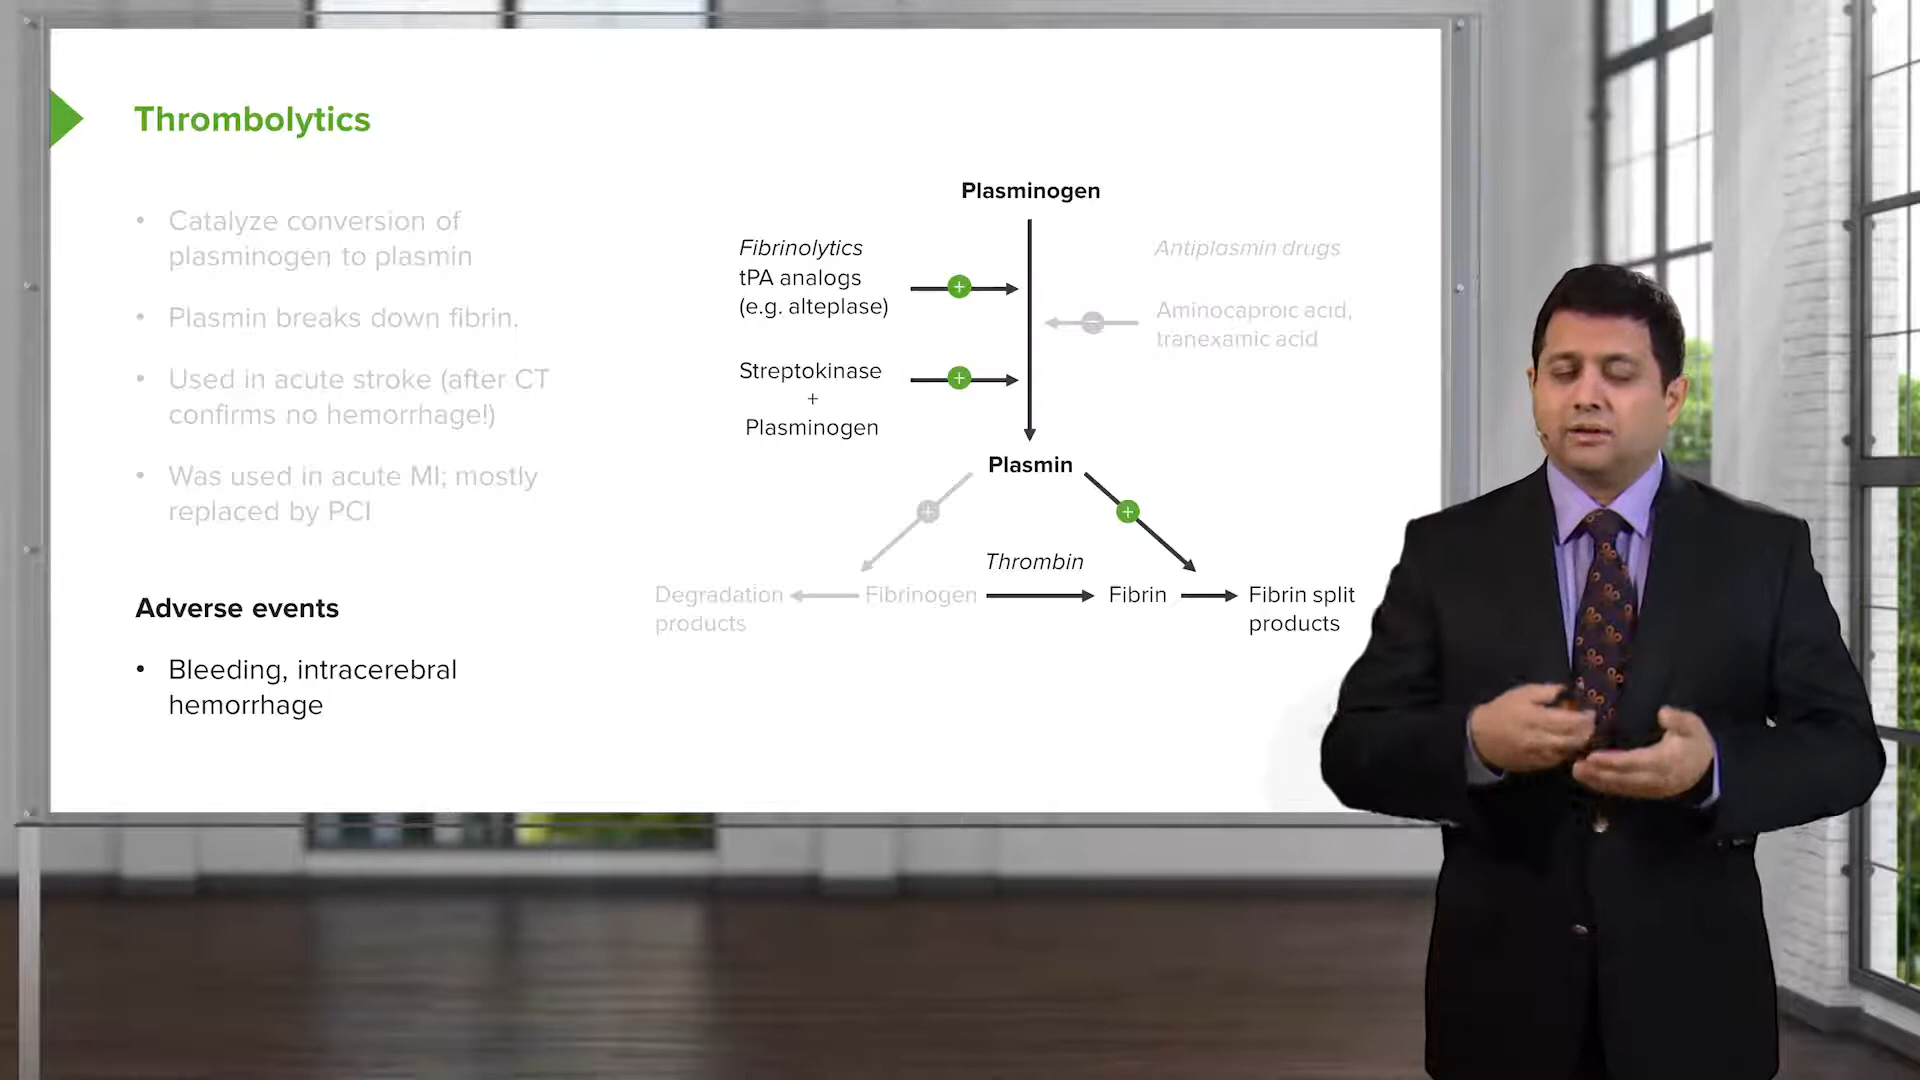 Thrombolytics
• Catalyze conversion of
plasminogen to plasmin
• Plasmin breaks down fibrin.
• Used in acute stroke (after CT
confirms no hemorrhage!)
• Was used in acute MI; mostly
replaced by PCI
Adverse events
• Bleeding, intracerebral
hemorrhage
Plasminogen
Fibrinolytics
tPA analogs
(e.g. alteplase)
+
Antiplasmin drugs
Aminocaproic acid,
tranexamic acid
−
Streptokinase
+
Plasminogen
+
Plasmin
+
+
Thrombin
Degradation
products
Fibrinogen
Fibrin
Fibrin split
products